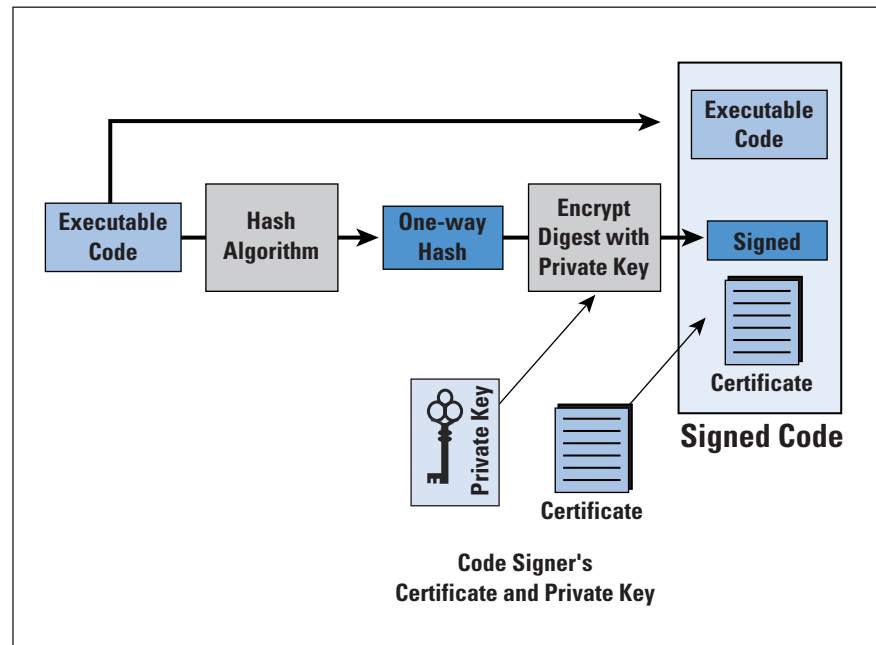 Executable
Code
Executable
Code
Hash
Algorithm
One-way
Hash
Encrypt
Digest with
Private Key
Signed
Certificate
Signed Code
Private Key
Certificate
Code Signer's
Certificate and Private Key